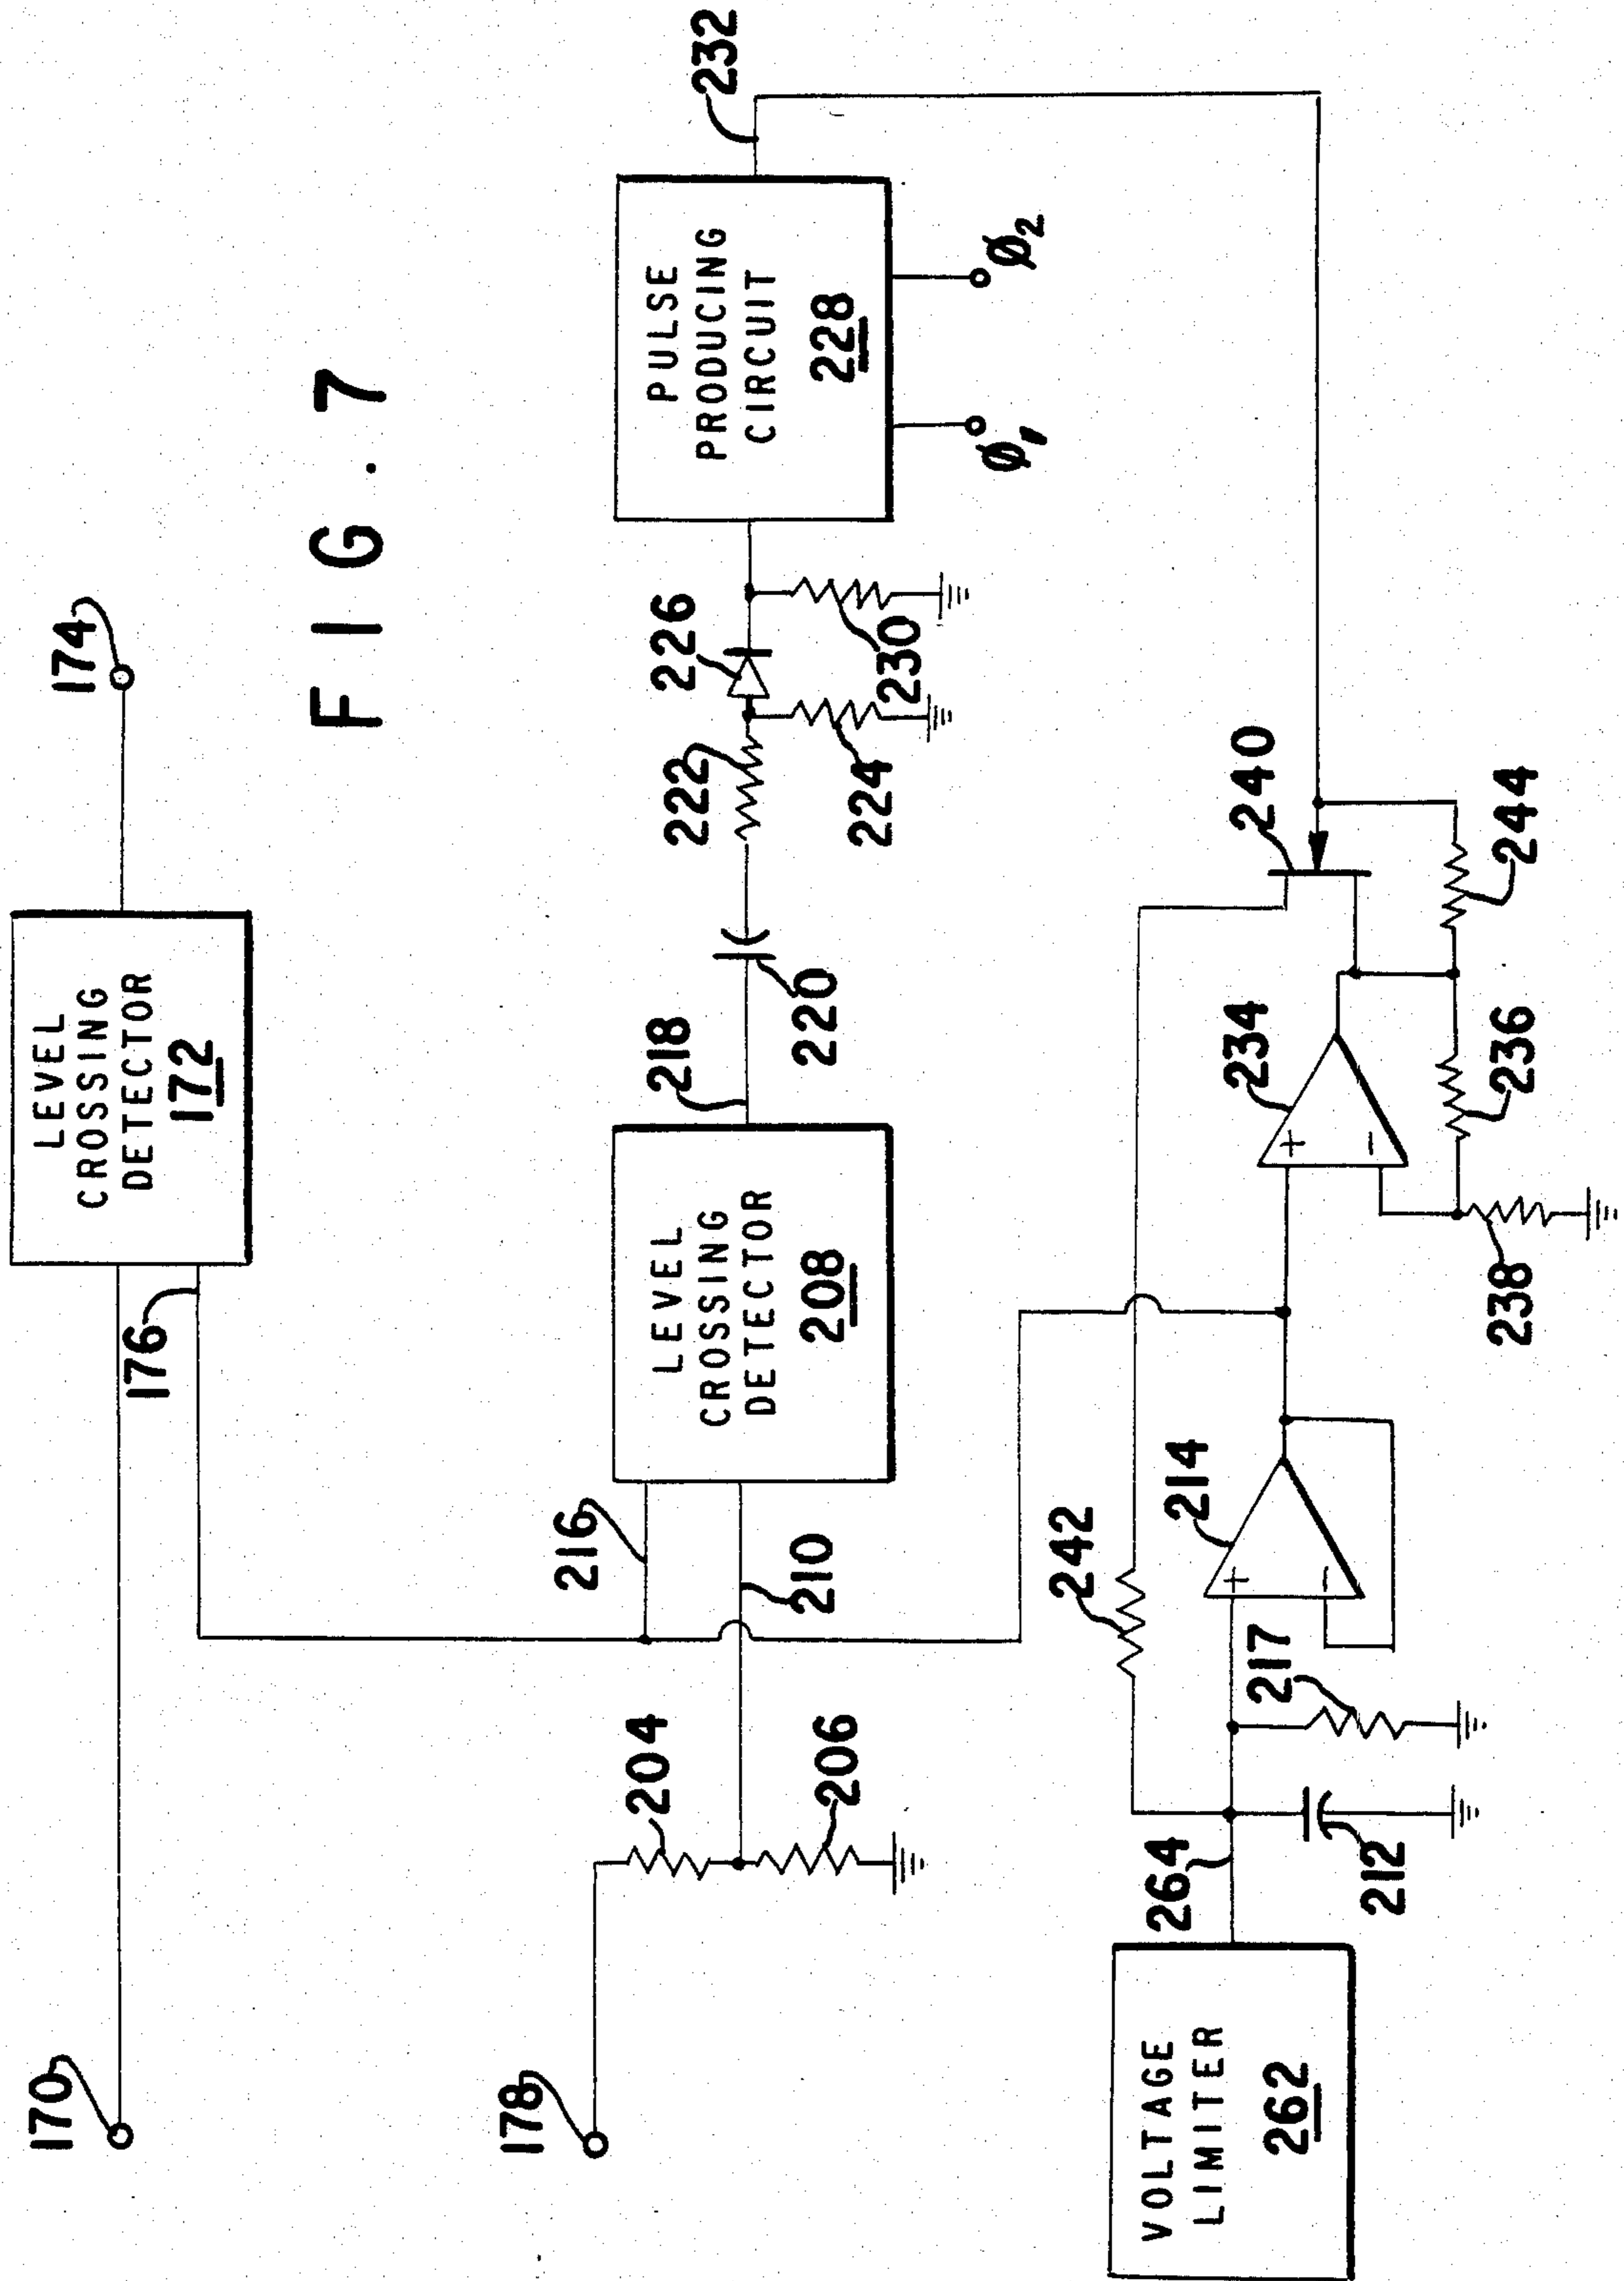 170
LEVEL
CROSSING
DETECTOR
172
174
176
FIG. 7
178
204
206
216
210
LEVEL
CROSSING
DETECTOR
208
218
220
222
224
226
230
PULSE
PRODUCING
CIRCUIT
228
232
Ø1
Ø2
VOLTAGE
LIMITER
262
264
212
217
242
214
+
−
238
234
+
−
236
240
244